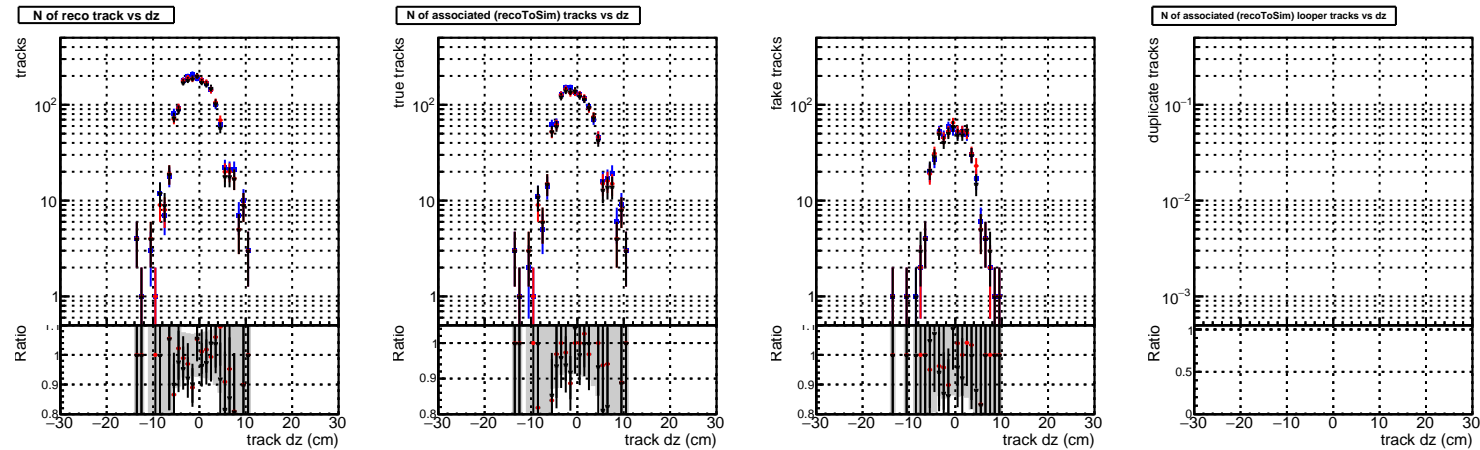 N of reco track vs dz
tracks
10²
10
1
Ratio
1.1
1
0.9
0.8
−30 −20 −10 0 10 20 30
track dz (cm)
N of associated (recoToSim) tracks vs dz
true tracks
10²
10
1
Ratio
1
0.9
0.8
−30 −20 −10 0 10 20 30
track dz (cm)
fake tracks
10²
10
1
Ratio
1.1
1
0.9
0.8
−30 −20 −10 0 10 20 30
track dz (cm)
N of associated (recoToSim) looper tracks vs dz
duplicate tracks
10⁻¹
10⁻²
10⁻³
Ratio
1
0.5
0
−30 −20 −10 0 10 20 30
track dz (cm)